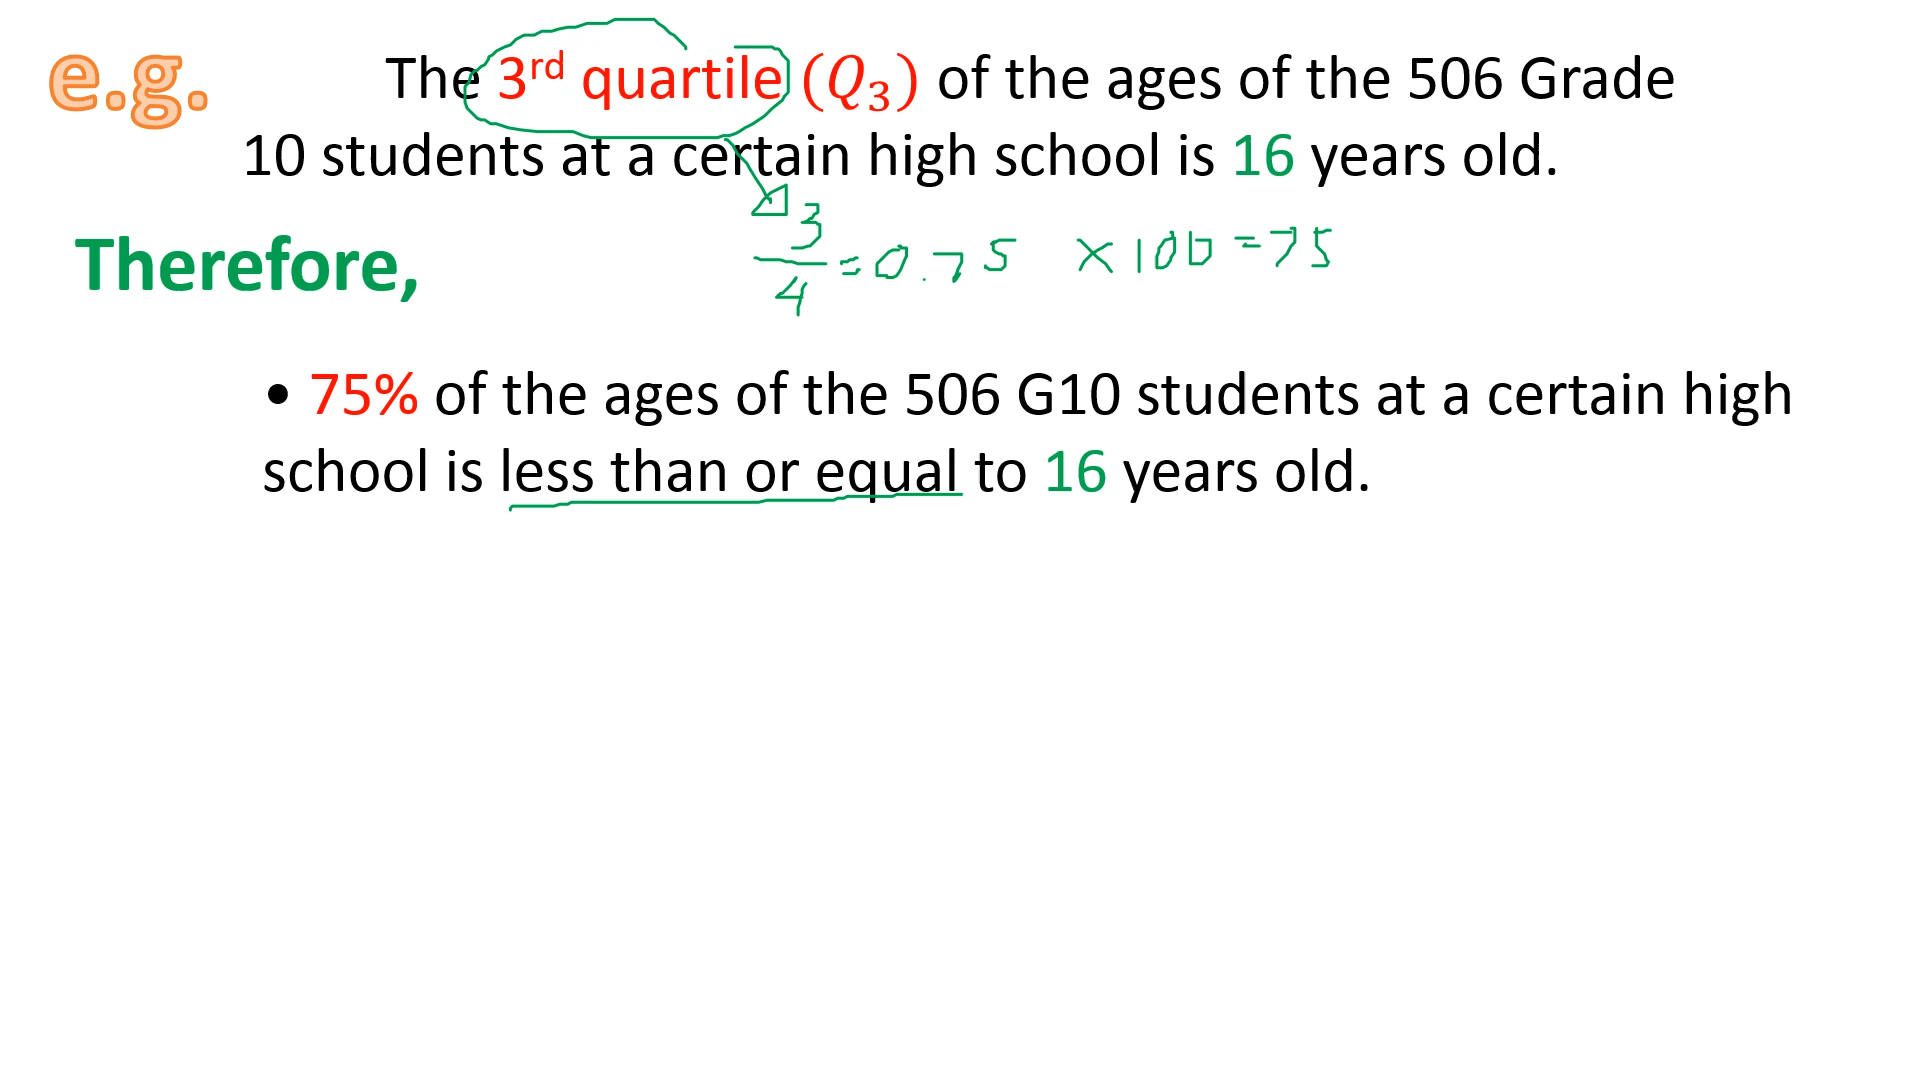 e.g.
The 3rd quartile (Q3) of the ages of the 506 Grade
10 students at a certain high school is 16 years old.
Therefore,
3/4 = 0.75 × 100 = 75
• 75% of the ages of the 506 G10 students at a certain high
school is less than or equal to 16 years old.